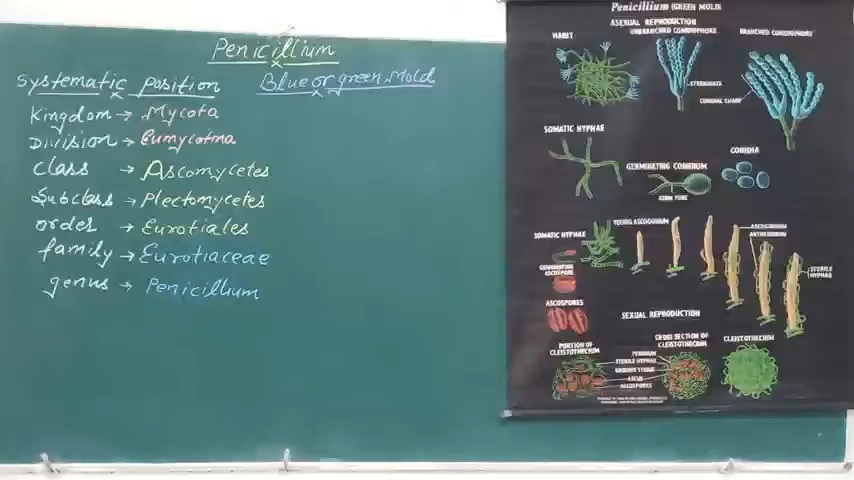 Penicillium
Systematic position
Blue or green Mold
Kingdom → Mycota
Division → Eumycotina
class → Ascomycetes
Subclass → Plectomycetes
order → Eurotiales
family → Eurotiaceae
genus → Penicillium
Penicillium (GREEN MOLD)
ASEXUAL REPRODUCTION
HABIT
UNBRANCHED CONIDIOPHORE
BRANCHED CONIDIOPHORE
STERIGMATA
CONIDIAL CHAIN
SOMATIC HYPHAE
GERMINATING CONIDIUM
CONIDIA
GERM TUBE
YOUNG ASCOGONIUM
ASCOGONIUM
ANTHERIDIUM
SOMATIC HYPHAE
GERMINATING
ASCOSPORE
STERILE
HYPHAE
ASCOSPORES
SEXUAL REPRODUCTION
PORTION OF
CLEISTOTHECIUM
CROSS SECTION OF
CLEISTOTHECIUM
CLEISTOTHECIUM
PERIDIUM
STERILE HYPHAE
GROUND TISSUE
ASCUS
ASCOSPORES